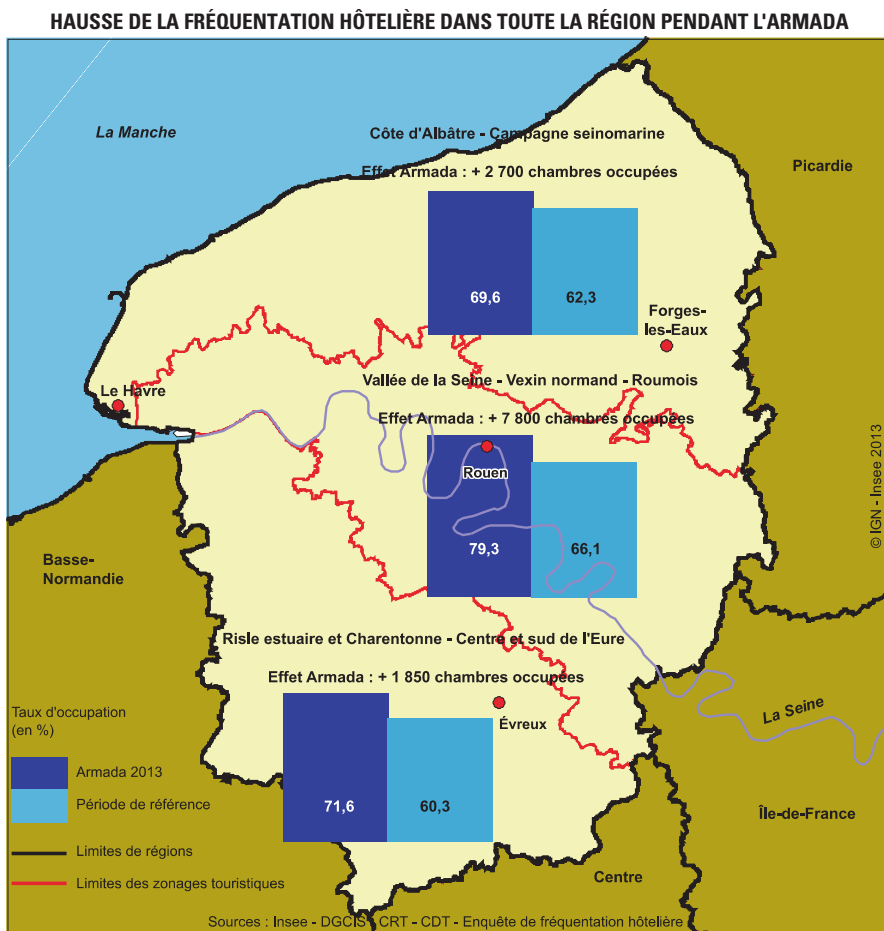 HAUSSE DE LA FRÉQUENTATION HÔTELIÈRE DANS TOUTE LA RÉGION PENDANT L'ARMADA
La Manche
Côte d'Albâtre - Campagne seinomarine
Picardie
Effet Armada : + 2 700 chambres occupées
69,6
62,3
Forges-
les-Eaux
Vallée de la Seine - Vexin normand - Roumois
Le Havre
Effet Armada : + 7 800 chambres occupées
Rouen
© IGN - Insee 2013
79,3
66,1
Basse-
Normandie
Risle estuaire et Charentonne - Centre et sud de l'Eure
Effet Armada : + 1 850 chambres occupées
La Seine
Évreux
Taux d'occupation
(en %)
Armada 2013
Période de référence
71,6
60,3
Île-de-France
Limites de régions
Centre
Limites des zonages touristiques
Sources : Insee - DGCIS - CRT - CDT - Enquête de fréquentation hôtelière